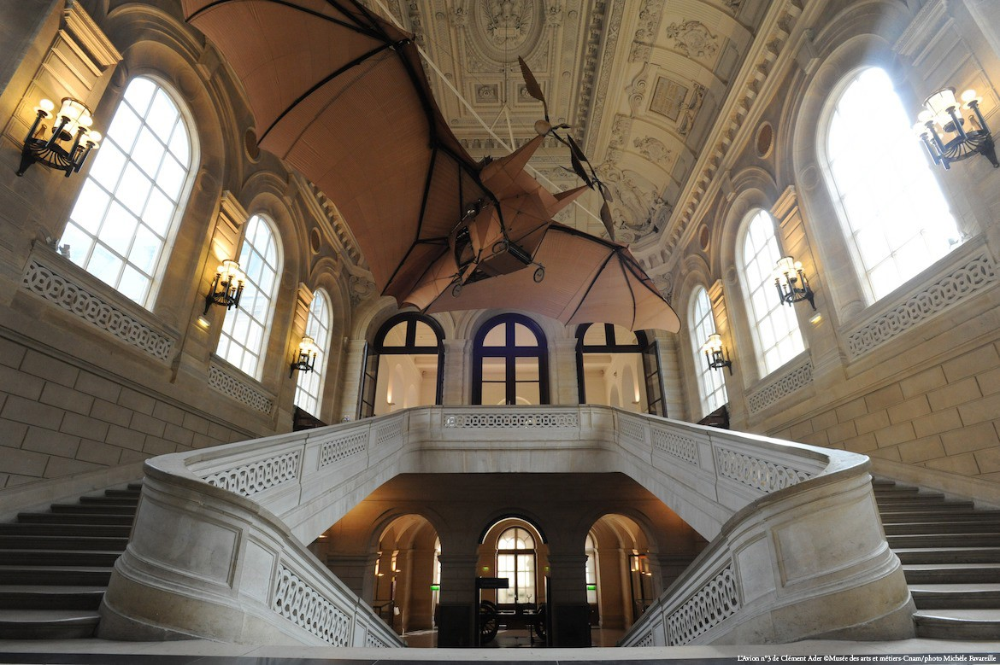 L'Avion n°3 de Clément Ader ©Musée des arts et métiers-Cnam/photo Michèle Favareille